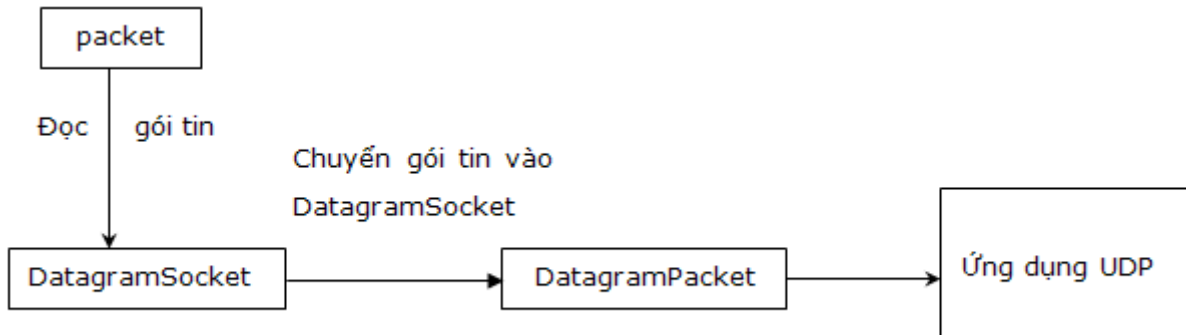 packet
Đọc gói tin
Chuyển gói tin vào
DatagramSocket
DatagramSocket
DatagramPacket
Ứng dụng UDP